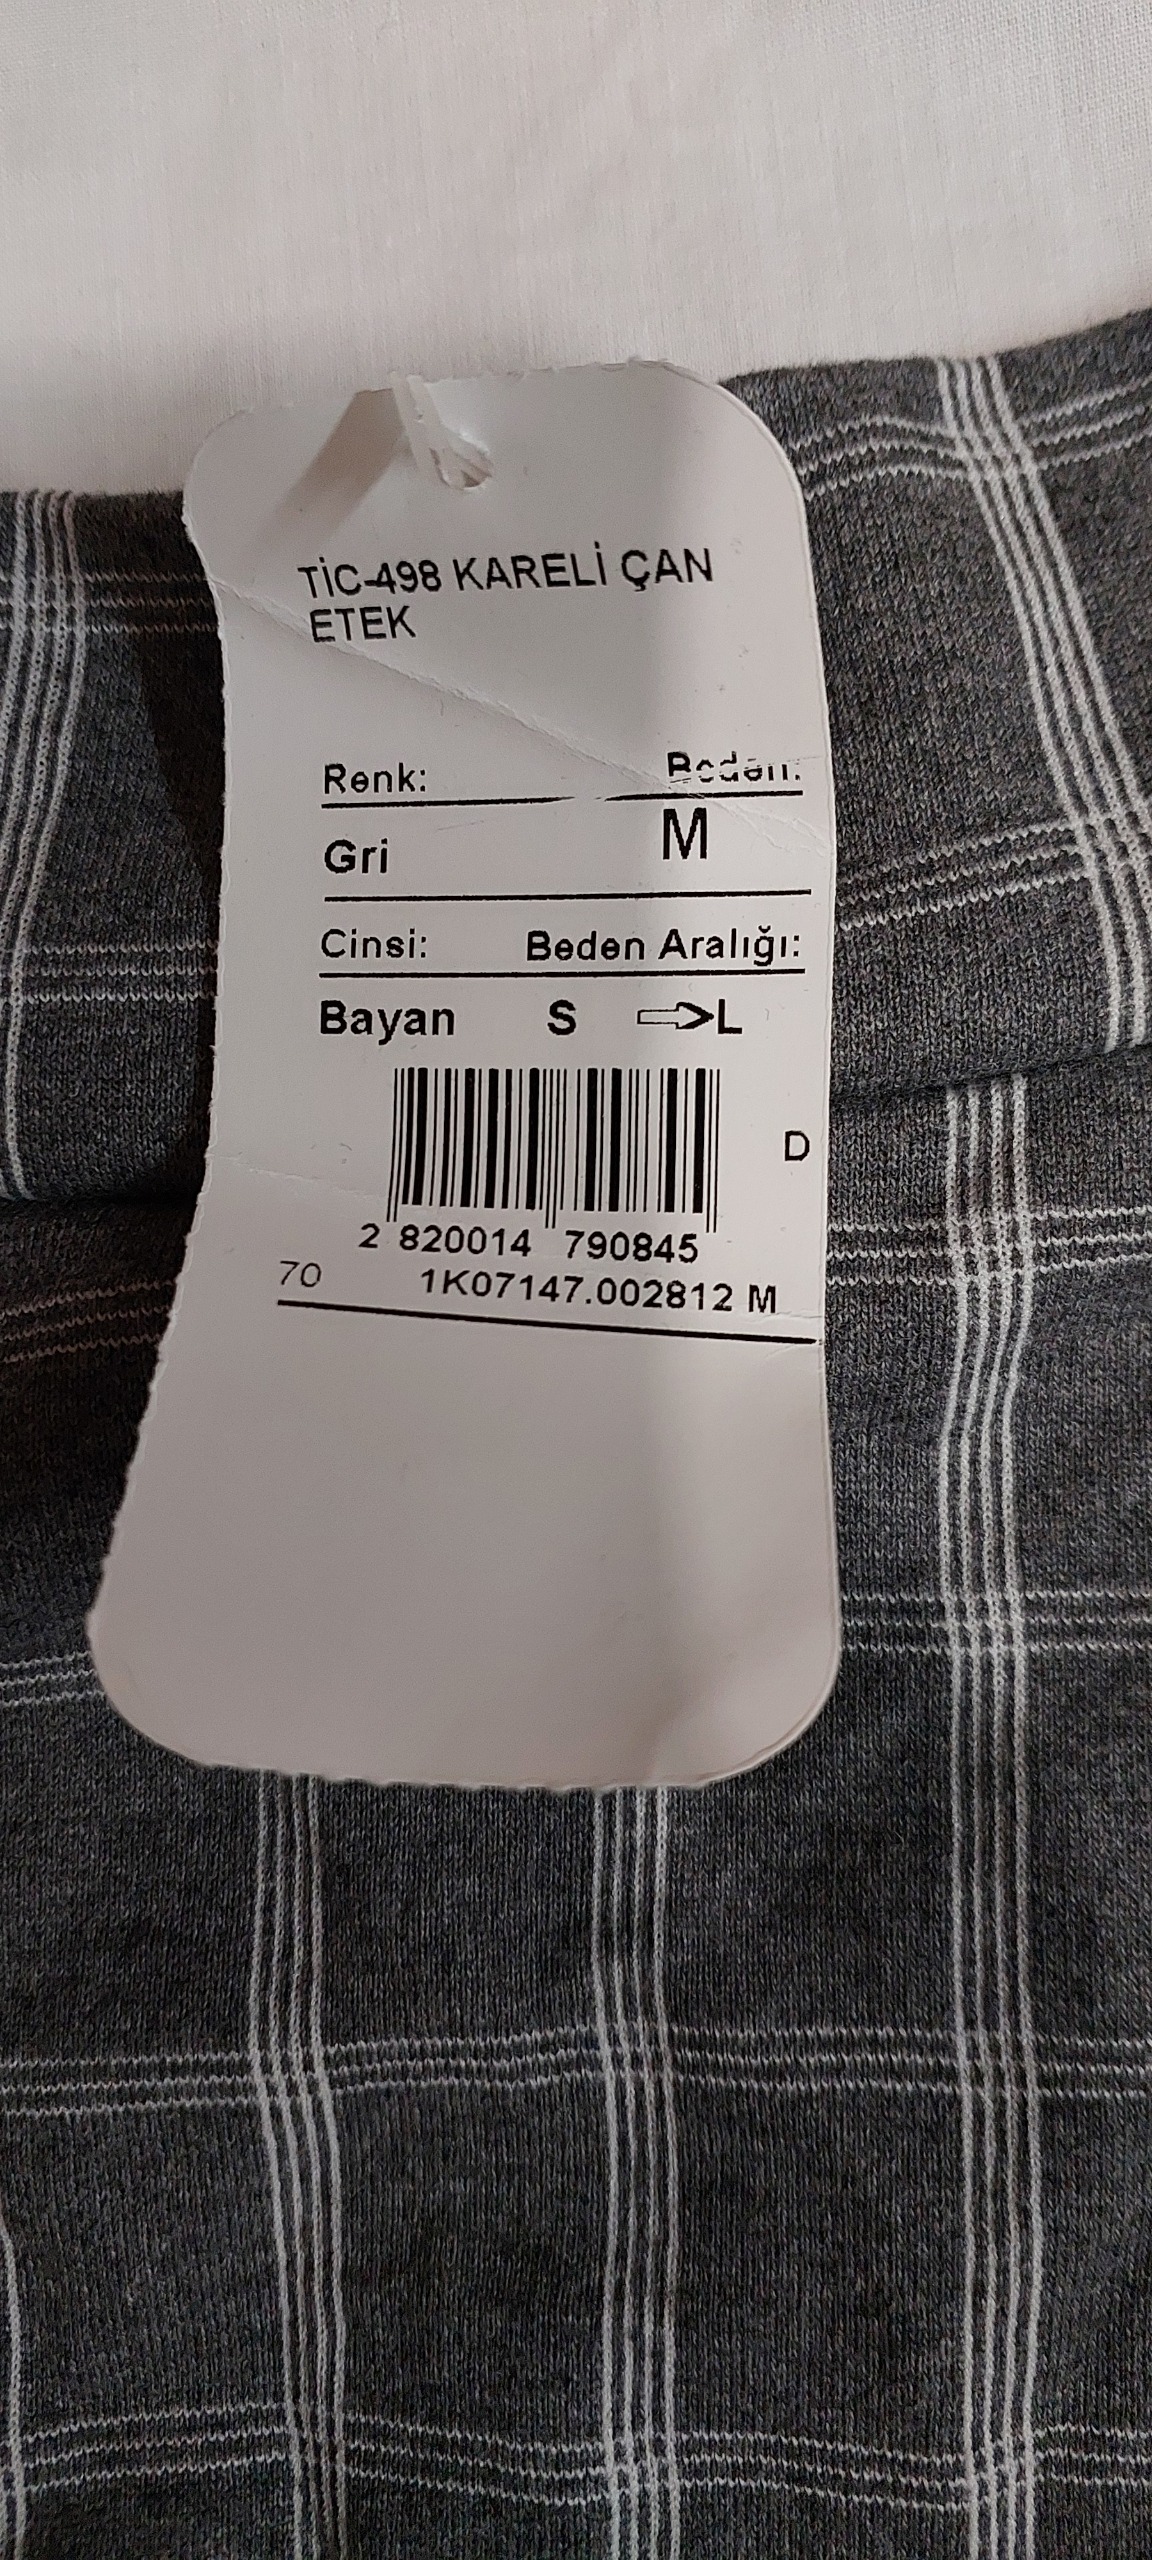 TİC-498 KARELİ ÇAN
ETEK
Renk: Beden:
Gri M
Cinsi: Beden Aralığı:
Bayan S ⇨L
D
2 820014 790845
70 1K07147.002812 M